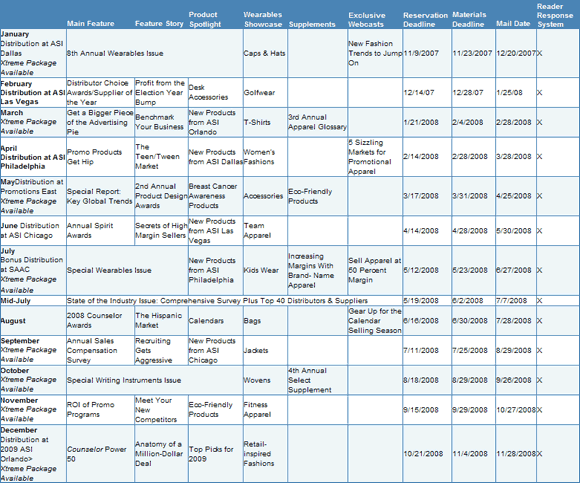 Main Feature Feature Story Product Spotlight Wearables Showcase Supplements Exclusive Webcasts Reservation Deadline Materials Deadline Mail Date Reader Response System
January
Distribution at ASI Dallas
Xtreme Package Available
8th Annual Wearables Issue
Caps & Hats
New Fashion Trends to Jump On
11/9/2007 11/23/2007 12/20/2007 X
February
Distribution at ASI Las Vegas
Distributor Choice Awards/Supplier of the Year
Profit from the Election Year Bump
Desk Accessories
Golfwear
12/14/07 12/28/07 1/25/08 X
March
Xtreme Package Available
Get a Bigger Piece of the Advertising Pie
Benchmark Your Business
New Products from ASI Orlando
T-Shirts
3rd Annual Apparel Glossary
1/21/2008 2/4/2008 2/28/2008 X
April
Distribution at ASI Philadelphia
Promo Products Get Hip
The Teen/Tween Market
New Products from ASI Dallas
Women's Fashions
5 Sizzling Markets for Promotional Apparel
2/14/2008 2/28/2008 3/28/2008 X
MayDistribution at Promotions East
Xtreme Package Available
Special Report: Key Global Trends
2nd Annual Product Design Awards
Breast Cancer Awareness Products
Accessories
Eco-Friendly Products
3/17/2008 3/31/2008 4/25/2008 X
June Distribution at ASI Chicago
Annual Spirit Awards
Secrets of High Margin Sellers
New Products from ASI Las Vegas
Team Apparel
4/14/2008 4/28/2008 5/30/2008 X
July
Bonus Distribution at SAAC
Xtreme Package Available
Special Wearables Issue
New Products from ASI Philadelphia
Kids Wear
Increasing Margins With Brand- Name Apparel
Sell Apparel at 50 Percent Margin
5/12/2008 5/23/2008 6/27/2008 X
Mid-July State of the Industry Issue: Comprehensive Survey Plus Top 40 Distributors & Suppliers 5/19/2008 6/2/2008 7/7/2008 X
August
2008 Counselor Awards
The Hispanic Market
Calendars
Bags
Gear Up for the Calendar Selling Season
6/16/2008 6/30/2008 7/28/2008 X
September
Xtreme Package Available
Annual Sales Compensation Survey
Recruiting Gets Aggressive
New Products from ASI Chicago
Jackets
7/11/2008 7/25/2008 8/29/2008 X
October
Xtreme Package Available
Special Writing Instruments Issue
Wovens
4th Annual Select Supplement
8/18/2008 8/29/2008 9/26/2008 X
November
Xtreme Package Available
ROI of Promo Programs
Meet Your New Competitors
Eco-Friendly Products
Fitness Apparel
9/15/2008 9/29/2008 10/27/2008 X
December
Distribution at 2009 ASI Orlando>
Xtreme Package Available
Counselor Power 50
Anatomy of a Million-Dollar Deal
Top Picks for 2009
Retail-inspired Fashions
10/21/2008 11/4/2008 11/28/2008 X